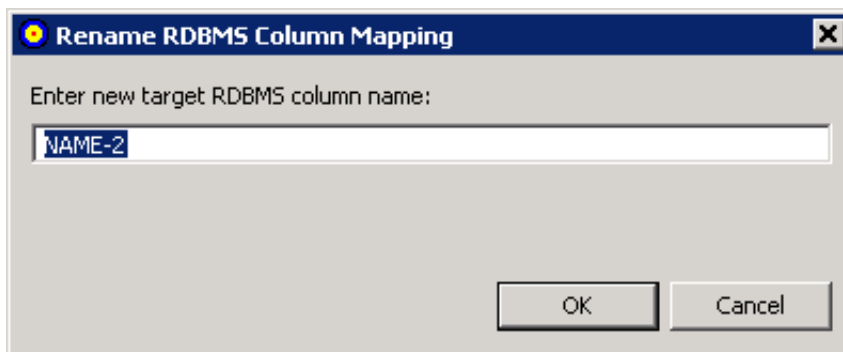 Rename RDBMS Column Mapping
Enter new target RDBMS column name:
NAME-2
OK
Cancel